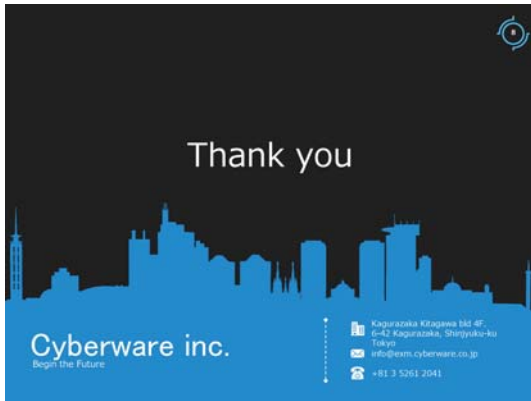 8
Thank you
Cyberware inc.
Begin the Future
Kagurazaka Kitagawa bld 4F,
6-42 Kagurazaka, Shinjyuku-ku
Tokyo
info@exm.cyberware.co.jp
+81 3 5261 2041